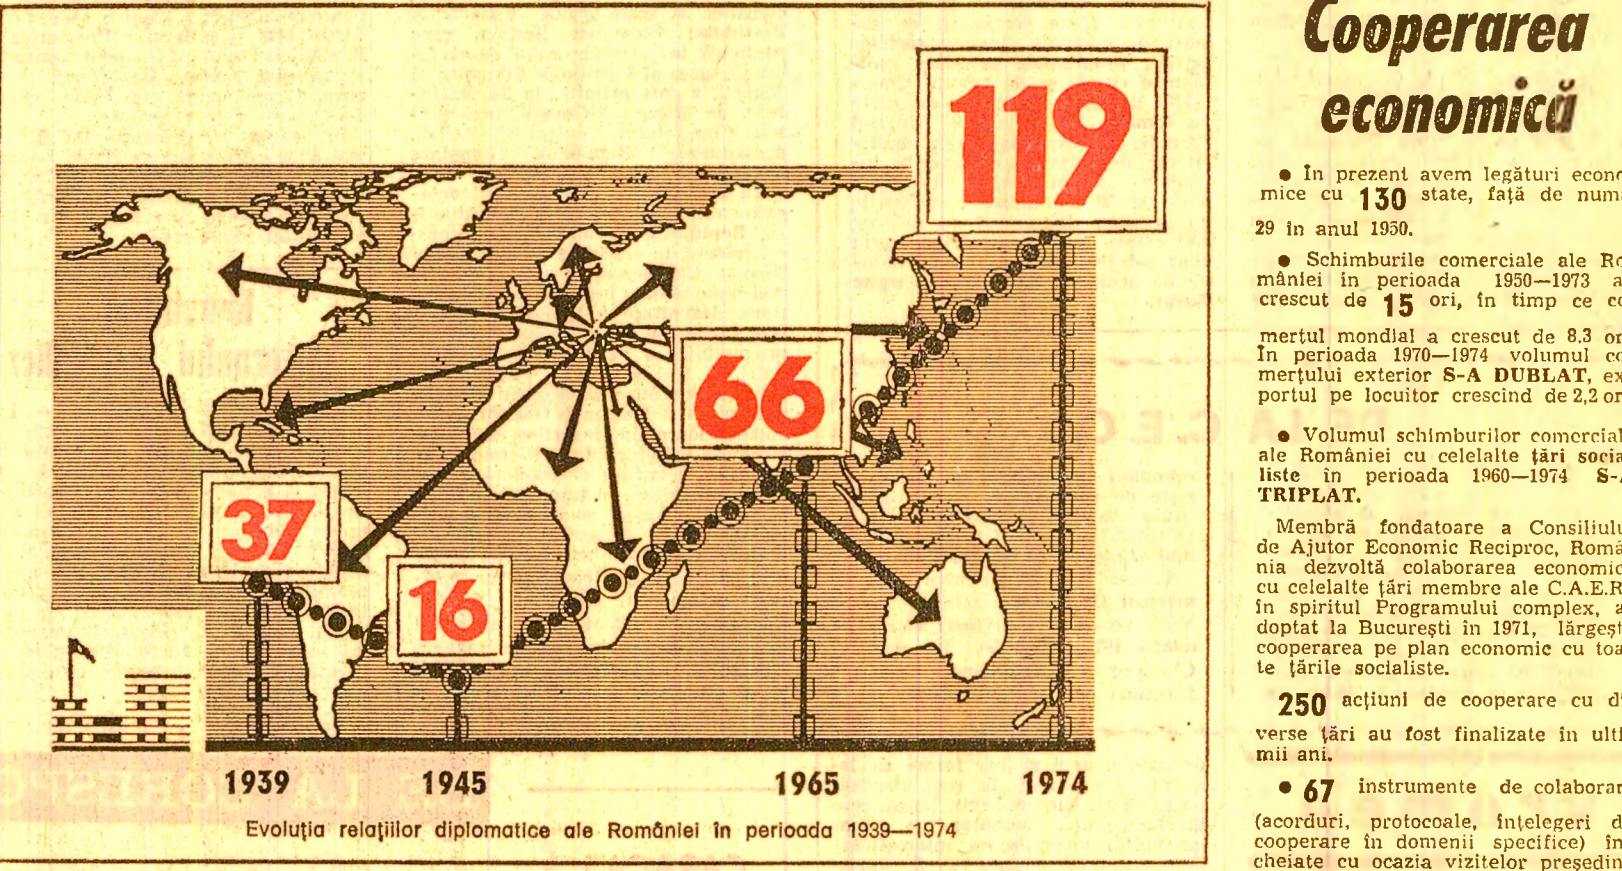 119
66
37
16
1939 1945 1965 1974
Evoluția relațiilor diplomatice ale României în perioada 1939—1974
Cooperarea
economică
● În prezent avem legături econo
mice cu 130 state, față de num
29 în anul 1950.
● Schimburile comerciale ale Ro
mâniei în perioada 1950—1973 a
crescut de 15 ori, în timp ce co
merțul mondial a crescut de 8,3 or
În perioada 1970—1974 volumul co
merțului exterior S-A DUBLAT, ex
portul pe locuitor crescînd de 2,2 or
● Volumul schimburilor comercial
ale României cu celelalte țări socia
liste în perioada 1960—1974 S-A
TRIPLAT.
Membră fondatoare a Consiliulu
de Ajutor Economic Reciproc, Româ
nia dezvoltă colaborarea economic
cu celelalte țări membre ale C.A.E.R
în spiritul Programului complex, a
doptat la București în 1971, lărgeșt
cooperarea pe plan economic cu toa
te țările socialiste.
250 acțiuni de cooperare cu di
verse țări au fost finalizate în ulti
mii ani.
● 67 instrumente de colaborar
(acorduri, protocoale, înțelegeri d
cooperare în domenii specifice) în
cheiate cu ocazia vizitelor președin